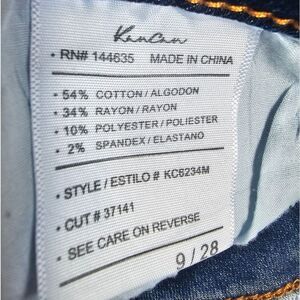 KanCan
• RN# 144635 MADE IN CHINA
• 54% COTTON / ALGODON
• 34% RAYON / RAYON
• 10% POLYESTER / POLIESTER
• 2% SPANDEX / ELASTANO
• STYLE / ESTILO # KC6234M
• CUT # 37141
• SEE CARE ON REVERSE
9 / 28